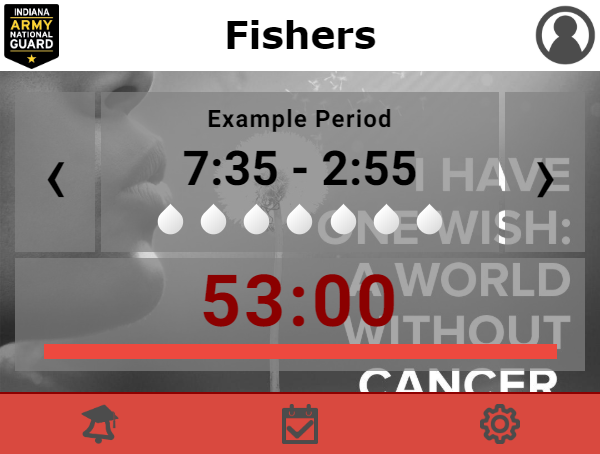 INDIANA
ARMY
NATIONAL
GUARD
Fishers
Example Period
7:35 - 2:55
I HAVE
ONE WISH:
53:00
A WORLD
WITHOUT
CANCER